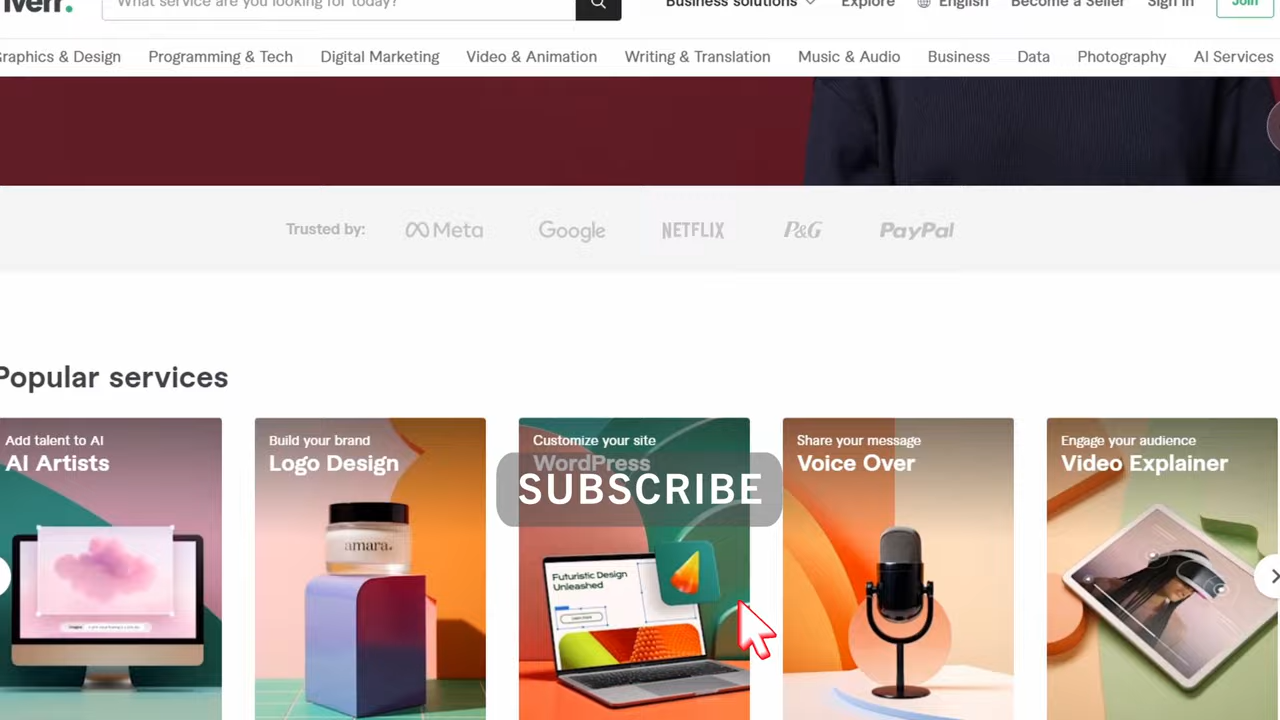 fiverr.
What service are you looking for today?
Business solutions
Explore
English
Become a Seller
Sign in
Join
Graphics & Design
Programming & Tech
Digital Marketing
Video & Animation
Writing & Translation
Music & Audio
Business
Data
Photography
AI Services
Trusted by:
Meta
Google
NETFLIX
P&G
PayPal
Popular services
Add talent to AI
AI Artists
Build your brand
Logo Design
Customize your site
WordPress
Share your message
Voice Over
Engage your audience
Video Explainer
SUBSCRIBE
amara.
Futuristic Design
Unleashed